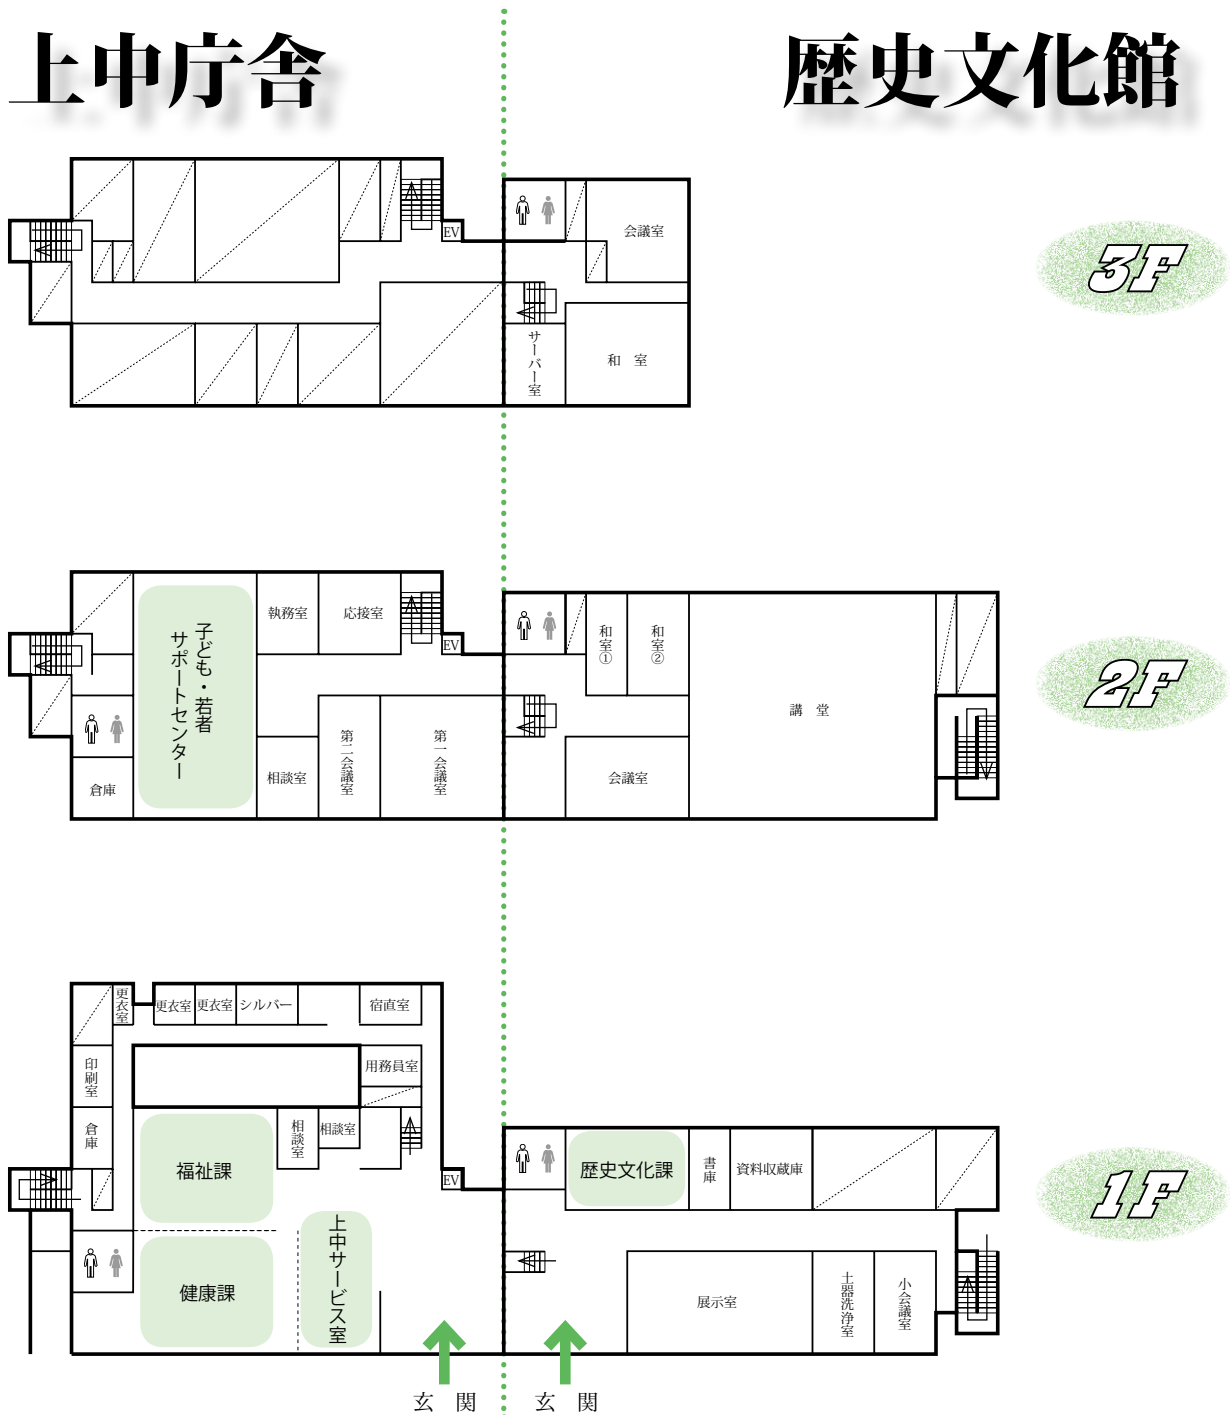 上中庁舎
歴史文化館
3F
EV
会議室
サーバー室
和 室
2F
子ども・若者
サポートセンター
執務室
応接室
EV
和室①
和室②
講 堂
倉庫
相談室
第二会議室
第一会議室
会議室
1F
更衣室
更衣室
更衣室
シルバー
宿直室
印刷室
用務員室
倉庫
相談室
相談室
福祉課
EV
歴史文化課
書庫
資料収蔵庫
健康課
上中サービス室
展示室
土器洗浄室
小会議室
玄 関
玄 関